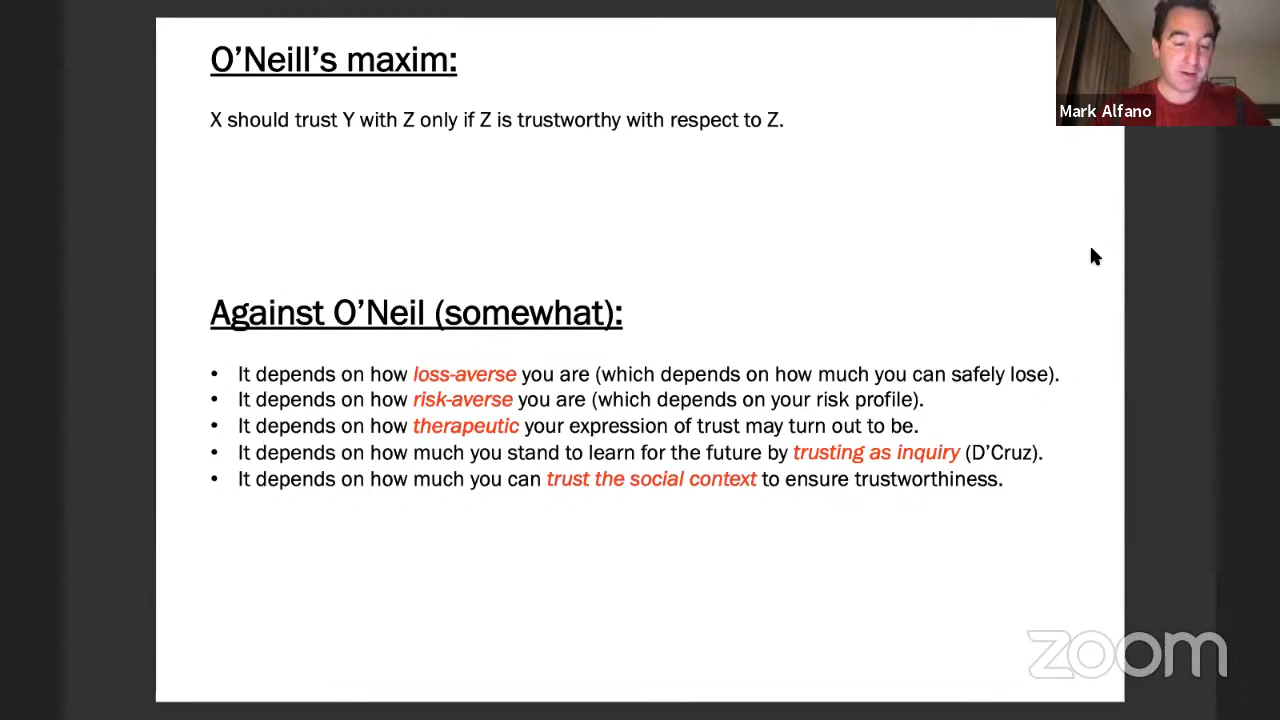 O'Neill's maxim:
Mark Alfano
X should trust Y with Z only if Z is trustworthy with respect to Z.
Against O'Neil (somewhat):
• It depends on how loss-averse you are (which depends on how much you can safely lose).
• It depends on how risk-averse you are (which depends on your risk profile).
• It depends on how therapeutic your expression of trust may turn out to be.
• It depends on how much you stand to learn for the future by trusting as inquiry (D'Cruz).
• It depends on how much you can trust the social context to ensure trustworthiness.
zoom